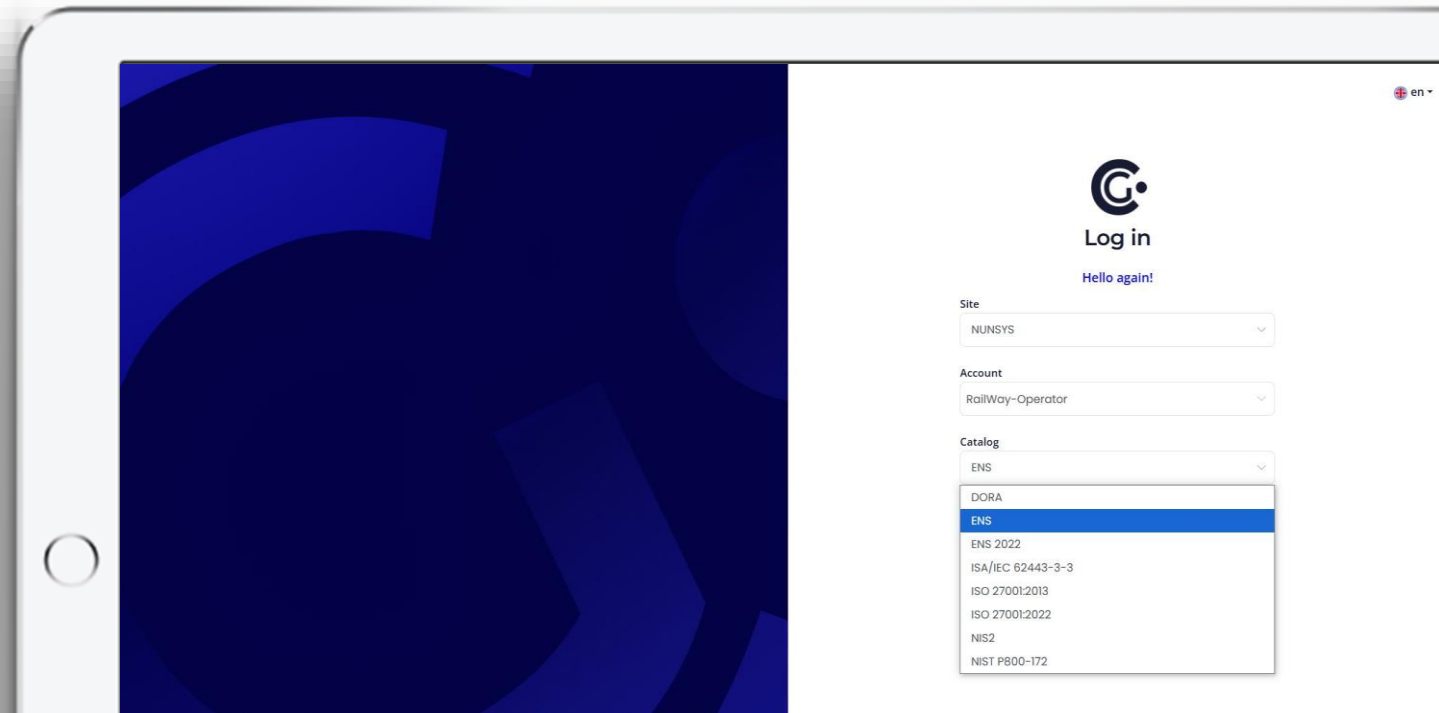 en
Log in
Hello again!
Site
NUNSYS
Account
RailWay-Operator
Catalog
ENS
DORA
ENS
ENS 2022
ISA/IEC 62443-3-3
ISO 27001:2013
ISO 27001:2022
NIS2
NIST P800-172